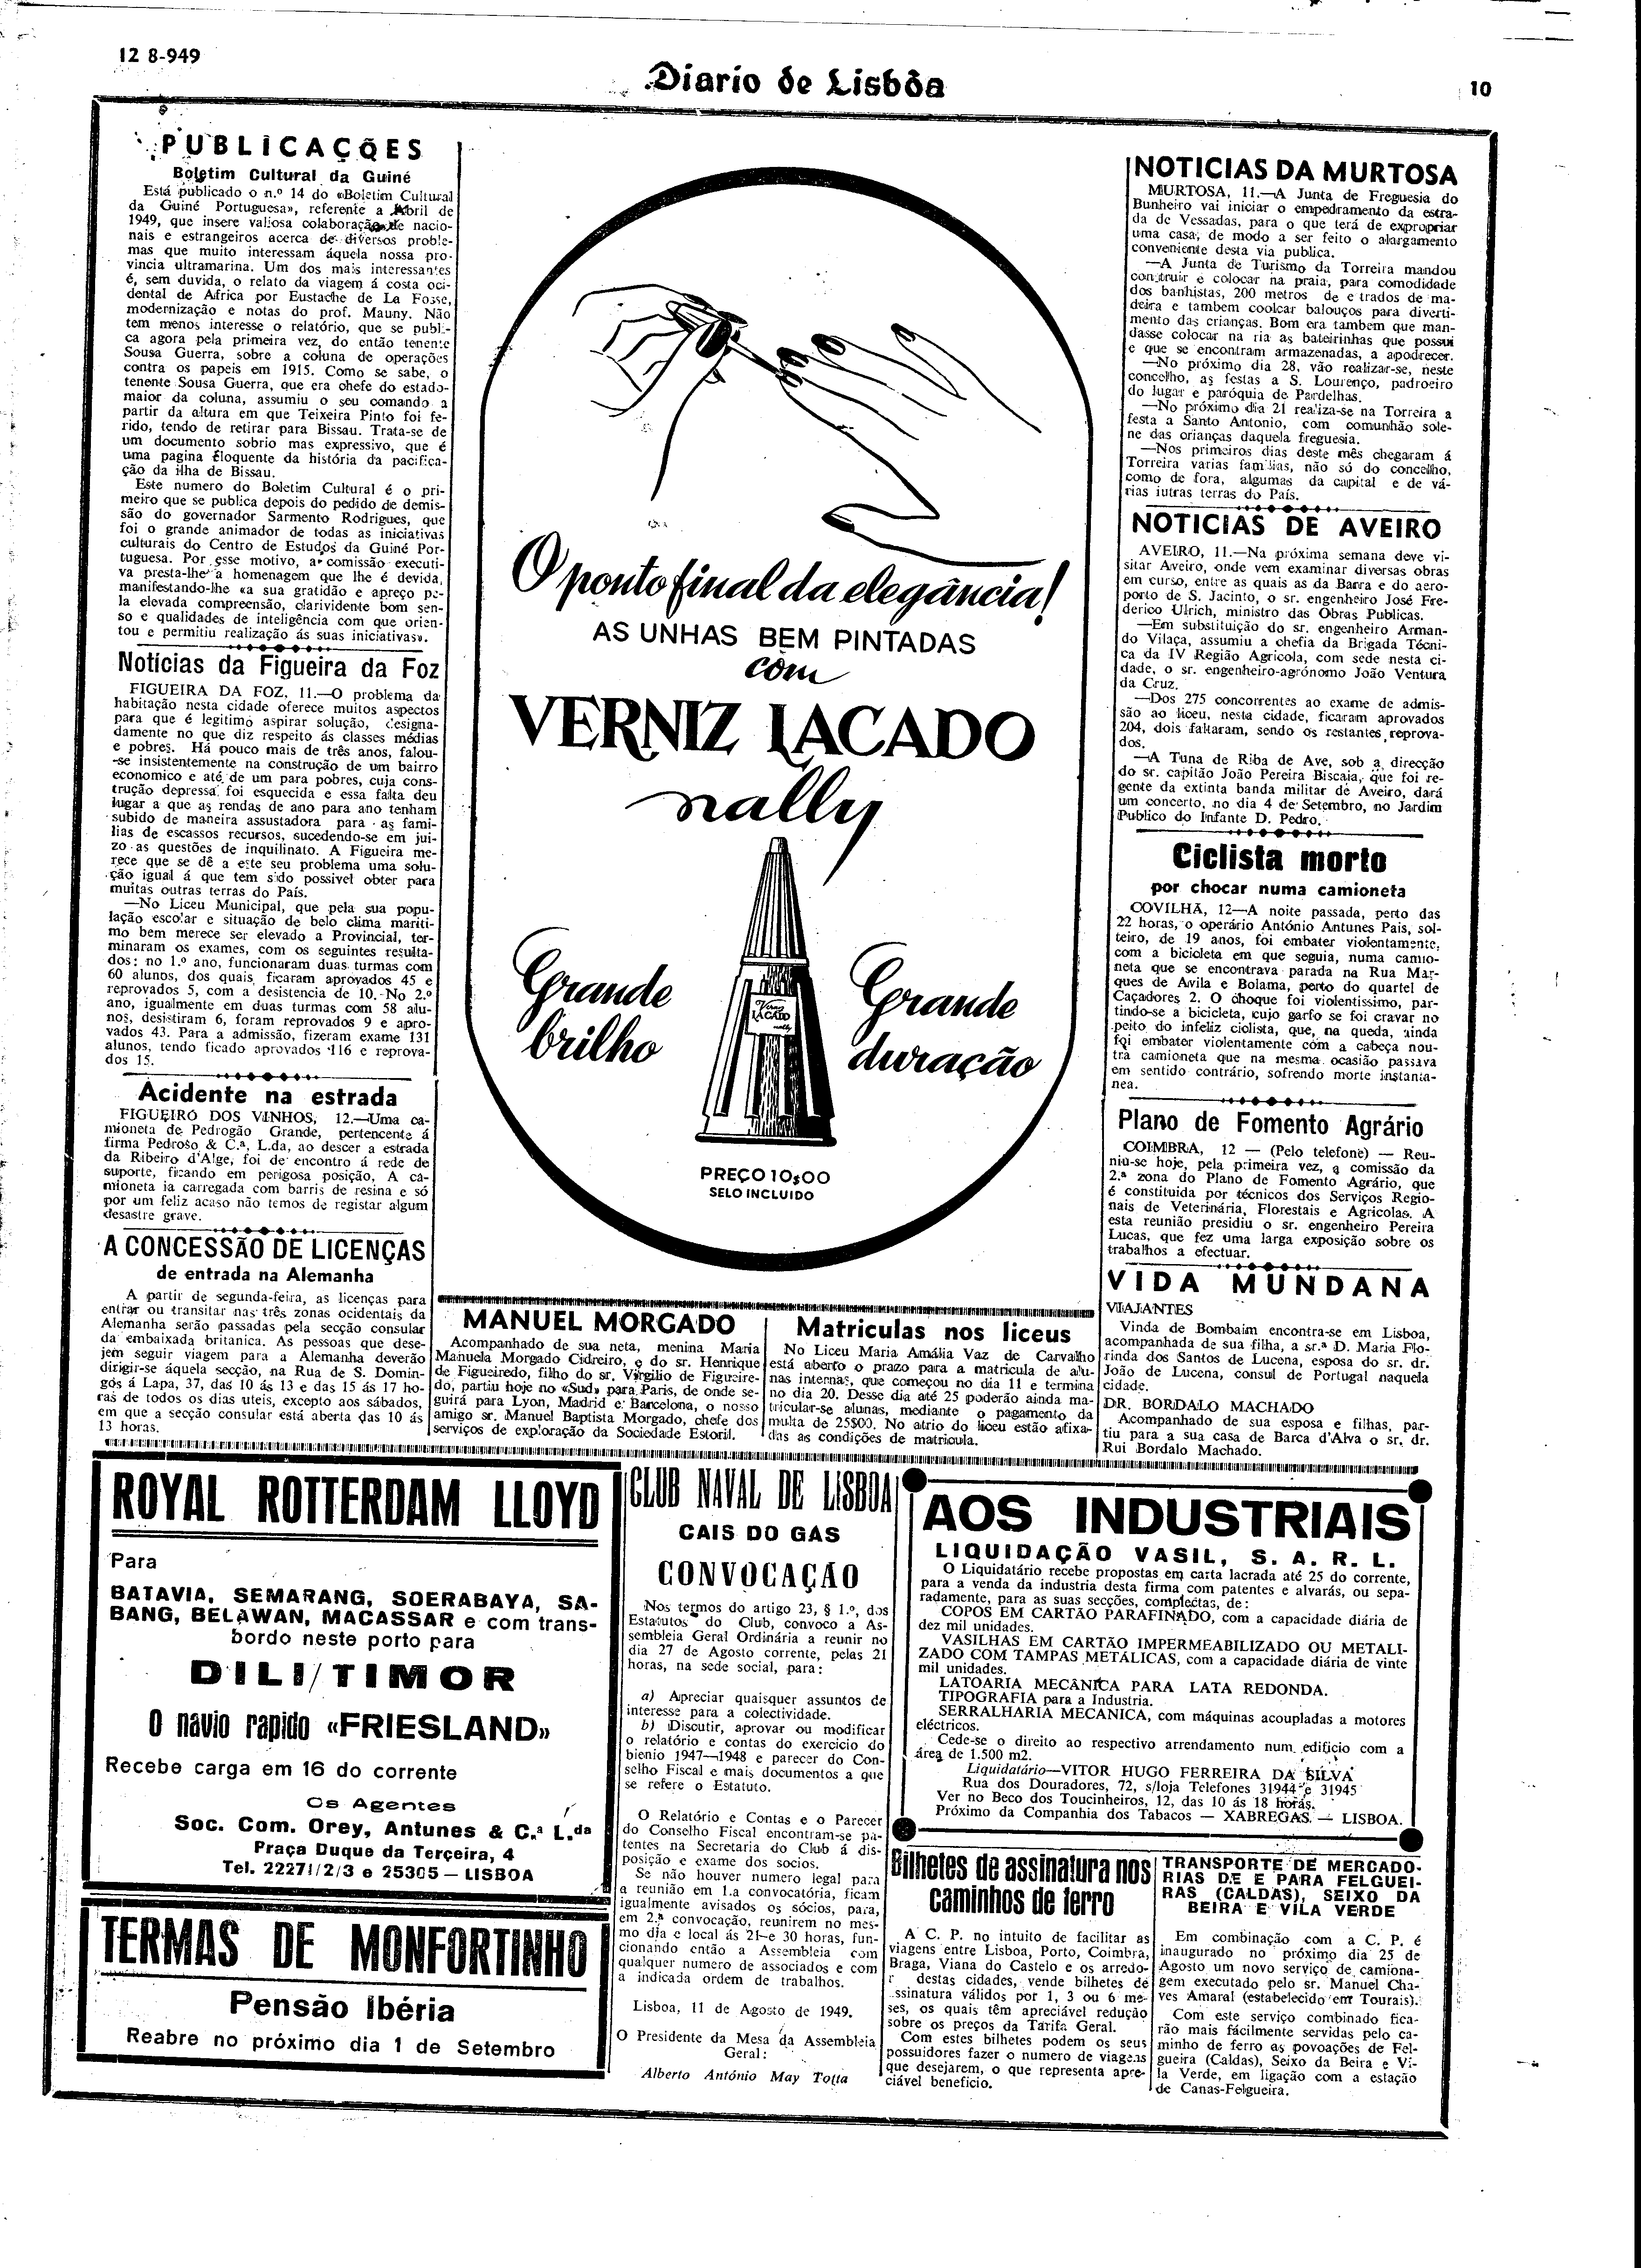 12 8-949
Diario de Lisbôa
10
PUBLICAÇÕES
Boletim Cultural da Guiné
Está publicado o n.º 14 do «Boletim Cultural
da Guiné Portuguesa», referente a Abril de
1949, que insere valiosa colaboração de nacio-
nais e estrangeiros acerca de diversos proble-
mas que muito interessam áquela nossa pro-
vincia ultramarina. Um dos mais interessantes
é, sem duvida, o relato da viagem á costa oci-
dental de Africa por Eustache de La Fosse,
modernização e notas do prof. Mauny. Não
tem menos interesse o relatório, que se publi-
ca agora pela primeira vez, do então tenente
Sousa Guerra, sobre a coluna de operações
contra os papeis em 1915. Como se sabe, o
tenente Sousa Guerra, que era chefe do estado-
maior da coluna, assumiu o seu comando a
partir da altura em que Teixeira Pinto foi fe-
rido, tendo de retirar para Bissau. Trata-se de
um documento sobrio mas expressivo, que é
uma pagina eloquente da história da pacifica-
ção da ilha de Bissau.
Este numero do Boletim Cultural é o pri-
meiro que se publica depois do pedido de demis-
são do governador Sarmento Rodrigues, que
foi o grande animador de todas as iniciativas
culturais do Centro de Estudos da Guiné Por-
tuguesa. Por esse motivo, a comissão executi-
va presta-lhe a homenagem que lhe é devida,
manifestando-lhe «a sua gratidão e apreço pe-
la elevada compreensão, clarividente bom sen-
so e qualidades de inteligência com que orien-
tou e permitiu realização ás suas iniciativas».
Notícias da Figueira da Foz
FIGUEIRA DA FOZ, 11.—O problema da
habitação nesta cidade oferece muitos aspectos
para que é legitimo aspirar solução, designa-
damente no que diz respeito ás classes médias
e pobres. Há pouco mais de três anos, falou-
-se insistentemente na construção de um bairro
economico e até de um para pobres, cuja cons-
trução depressa foi esquecida e essa falta deu
lugar a que as rendas de ano para ano tenham
subido de maneira assustadora para as fami-
lias de escassos recursos, sucedendo-se em jui-
zo as questões de inquilinato. A Figueira me-
rece que se dê a este seu problema uma solu-
ção igual á que tem sido possivel obter para
muitas outras terras do País.
—No Liceu Municipal, que pela sua popu-
lação escolar e situação de belo clima mariti-
mo bem merece ser elevado a Provincial, ter-
minaram os exames, com os seguintes resulta-
dos: no 1.º ano, funcionaram duas turmas com
60 alunos, dos quais ficaram aprovados 45 e
reprovados 5, com a desistencia de 10. No 2.º
ano, igualmente em duas turmas com 58 alu-
nos, desistiram 6, foram reprovados 9 e apro-
vados 43. Para a admissão, fizeram exame 131
alunos, tendo ficado aprovados 116 e reprova-
dos 15.
Acidente na estrada
FIGUEIRÓ DOS VINHOS, 12.—Uma ca-
mioneta de Pedrogão Grande, pertencente á
firma Pedroso & C.ª, L.da, ao descer a estrada
da Ribeiro d'Alge, foi de encontro á rede de
suporte, ficando em perigosa posição. A ca-
mioneta ia carregada com barris de resina e só
por um feliz acaso não temos de registar algum
desastre grave.
A CONCESSÃO DE LICENÇAS
de entrada na Alemanha
A partir de segunda-feira, as licenças para
entrar ou transitar nas três zonas ocidentais da
Alemanha serão passadas pela secção consular
da embaixada britanica. As pessoas que dese-
jem seguir viagem para a Alemanha deverão
dirigir-se áquela secção, na Rua de S. Domin-
gos á Lapa, 37, das 10 ás 13 e das 15 ás 17 ho-
ras de todos os dias uteis, excepto aos sábados,
em que a secção consular está aberta das 10 ás
13 horas.
O ponto final da elegância!
AS UNHAS BEM PINTADAS
com
VERNIZ LACADO
nally
Grande
brilho
Verniz
LACADO
nally
Grande
duração
PREÇO 10$00
SELO INCLUIDO
MANUEL MORGADO
Acompanhado de sua neta, menina Maria
Manuela Morgado Cidreiro, e do sr. Henrique
de Figueiredo, filho do sr. Virgilio de Figueire-
do, partiu hoje no «Sud» para Paris, de onde se-
guirá para Lyon, Madrid e Barcelona, o nosso
amigo sr. Manuel Baptista Morgado, chefe dos
serviços de exploração da Sociedade Estoril.
Matriculas nos liceus
No Liceu Maria Amália Vaz de Carvalho
está aberto o prazo para a matricula de alu-
nas internas, que começou no dia 11 e termina
no dia 20. Desse dia até 25 poderão ainda ma-
tricular-se alunas, mediante o pagamento da
multa de 25$00. No atrio do liceu estão afixa-
das as condições de matricula.
NOTICIAS DA MURTOSA
MURTOSA, 11.—A Junta de Freguesia do
Bunheiro vai iniciar o empedramento da estra-
da de Vessadas, para o que terá de expropriar
uma casa, de modo a ser feito o alargamento
conveniente desta via publica.
—A Junta de Turismo da Torreira mandou
construir e colocar na praia, para comodidade
dos banhistas, 200 metros de e trados de ma-
deira e tambem coolcar balouços para diverti-
mento das crianças. Bom era tambem que man-
dasse colocar na ria as bateirinhas que possui
e que se encontram armazenadas, a apodrecer.
—No próximo dia 28, vão realizar-se, neste
concelho, as festas a S. Lourenço, padroeiro
do lugar e paróquia de Pardelhas.
—No próximo dia 21 realiza-se na Torreira a
festa a Santo Antonio, com comunhão sole-
ne das crianças daquela freguesia.
—Nos primeiros dias deste mês chegaram á
Torreira varias familias, não só do concelho,
como de fora, algumas da capital e de vá-
rias iutras terras do País.
NOTICIAS DE AVEIRO
AVEIRO, 11.—Na próxima semana deve vi-
sitar Aveiro, onde vem examinar diversas obras
em curso, entre as quais as da Barra e do aero-
porto de S. Jacinto, o sr. engenheiro José Fre-
derico Ulrich, ministro das Obras Publicas.
—Em substituição do sr. engenheiro Arman-
do Vilaça, assumiu a chefia da Brigada Técni-
ca da IV Região Agricola, com sede nesta ci-
dade, o sr. engenheiro-agrónomo João Ventura
da Cruz.
—Dos 275 concorrentes ao exame de admis-
são ao liceu, nesta cidade, ficaram aprovados
204, dois faltaram, sendo os restantes reprova-
dos.
—A Tuna de Riba de Ave, sob a direcção
do sr. capitão João Pereira Biscaia, que foi re-
gente da extinta banda militar de Aveiro, dará
um concerto, no dia 4 de Setembro, no Jardim
Publico do Infante D. Pedro.
Ciclista morto
por chocar numa camioneta
COVILHÃ, 12—A noite passada, perto das
22 horas, o operário António Antunes Pais, sol-
teiro, de 19 anos, foi embater violentamente,
com a bicicleta em que seguia, numa camio-
neta que se encontrava parada na Rua Mar-
ques de Avila e Bolama, perto do quartel de
Caçadores 2. O choque foi violentissimo, par-
tindo-se a bicicleta, cujo garfo se foi cravar no
peito do infeliz ciclista, que, na queda, ainda
foi embater violentamente com a cabeça nou-
tra camioneta que na mesma ocasião passava
em sentido contrário, sofrendo morte instanta-
nea.
Plano de Fomento Agrário
COIMBRA, 12 — (Pelo telefone) — Reu-
niu-se hoje, pela primeira vez, a comissão da
2.ª zona do Plano de Fomento Agrário, que
é constituida por técnicos dos Serviços Regio-
nais de Veterinária, Florestais e Agricolas. A
esta reunião presidiu o sr. engenheiro Pereira
Lucas, que fez uma larga exposição sobre os
trabalhos a efectuar.
VIDA MUNDANA
VIAJANTES
Vinda de Bombaim encontra-se em Lisboa,
acompanhada de sua filha, a sr.ª D. Maria Flo-
rinda dos Santos de Lucena, esposa do sr. dr.
João de Lucena, consul de Portugal naquela
cidade.
DR. BORDALO MACHADO
Acompanhado de sua esposa e filhas, par-
tiu para a sua casa de Barca d'Alva o sr. dr.
Rui Bordalo Machado.
ROYAL ROTTERDAM LLOYD
Para
BATAVIA, SEMARANG, SOERABAYA, SA-
BANG, BELAWAN, MACASSAR e com trans-
bordo neste porto para
DILI/TIMOR
O navio rapido «FRIESLAND»
Recebe carga em 16 do corrente
Os Agentes
Soc. Com. Orey, Antunes & C.ª L.da
Praça Duque da Terçeira, 4
Tel. 22271/2/3 e 25305 — LISBOA
TERMAS DE MONFORTINHO
Pensão Ibéria
Reabre no próximo dia 1 de Setembro
CLUB NAVAL DE LISBOA
CAIS DO GÁS
CONVOCAÇÃO
Nos termos do artigo 23, § 1.º, dos
Estatutos do Club, convoco a As-
sembleia Geral Ordinária a reunir no
dia 27 de Agosto corrente, pelas 21
horas, na sede social, para:
a) Apreciar quaisquer assuntos de
interesse para a colectividade.
b) Discutir, aprovar ou modificar
o relatório e contas do exercicio do
bienio 1947—1948 e parecer do Con-
selho Fiscal e mais documentos a que
se refere o Estatuto.
O Relatório e Contas e o Parecer
do Conselho Fiscal encontram-se pa-
tentes na Secretaria do Club á dis-
posição e exame dos socios.
Se não houver numero legal para
a reunião em 1.a convocatória, ficam
igualmente avisados os sócios, para,
em 2.ª convocação, reunirem no mes-
mo dia e local ás 21 e 30 horas, fun-
cionando então a Assembleia com
qualquer numero de associados e com
a indicada ordem de trabalhos.
Lisboa, 11 de Agosto de 1949.
O Presidente da Mesa da Assembleia
Geral:
Alberto António May Totta
AOS INDUSTRIAIS
LIQUIDAÇÃO VASIL, S. A. R. L.
O Liquidatário recebe propostas em carta lacrada até 25 do corrente,
para a venda da industria desta firma com patentes e alvarás, ou sepa-
radamente, para as suas secções, complectas, de:
COPOS EM CARTÃO PARAFINADO, com a capacidade diária de
dez mil unidades.
VASILHAS EM CARTÃO IMPERMEABILIZADO OU METALI-
ZADO COM TAMPAS METÁLICAS, com a capacidade diária de vinte
mil unidades.
LATOARIA MECÂNICA PARA LATA REDONDA.
TIPOGRAFIA para a Industria.
SERRALHARIA MECANICA, com máquinas acoupladas a motores
eléctricos.
Cede-se o direito ao respectivo arrendamento num edificio com a
área de 1.500 m2.
Liquidatário—VITOR HUGO FERREIRA DA SILVA
Rua dos Douradores, 72, s/loja Telefones 31944 e 31945
Ver no Beco dos Toucinheiros, 12, das 10 ás 18 horás.
Próximo da Companhia dos Tabacos — XABREGAS. — LISBOA.
Bilhetes de assinatura nos
caminhos de ferro
A C. P. no intuito de facilitar as
viagens entre Lisboa, Porto, Coimbra,
Braga, Viana do Castelo e os arredo-
r destas cidades, vende bilhetes de
ssinatura válidos por 1, 3 ou 6 me-
ses, os quais têm apreciável redução
sobre os preços da Tarifa Geral.
Com estes bilhetes podem os seus
possuidores fazer o numero de viagens
que desejarem, o que representa apre-
ciável beneficio.
TRANSPORTE DE MERCADO-
RIAS DE E PARA FELGUEI-
RAS (CALDAS), SEIXO DA
BEIRA E VILA VERDE
Em combinação com a C. P. é
inaugurado no próximo dia 25 de
Agosto um novo serviço de camiona-
gem executado pelo sr. Manuel Cha-
ves Amaral (estabelecido em Tourais).
Com este serviço combinado fica-
rão mais fácilmente servidas pelo ca-
minho de ferro as povoações de Fel-
gueira (Caldas), Seixo da Beira e Vi-
la Verde, em ligação com a estação
de Canas-Felgueira.